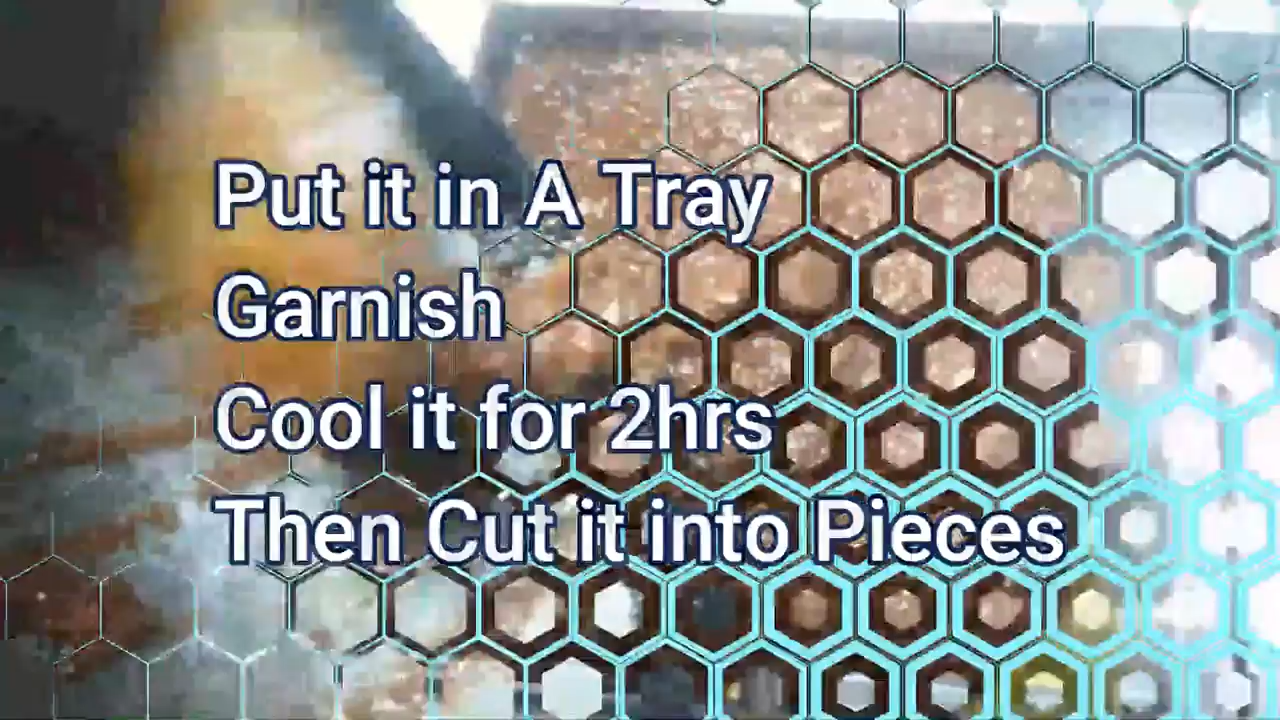 Put it in A Tray
Garnish
Cool it for 2hrs
Then Cut it into Pieces